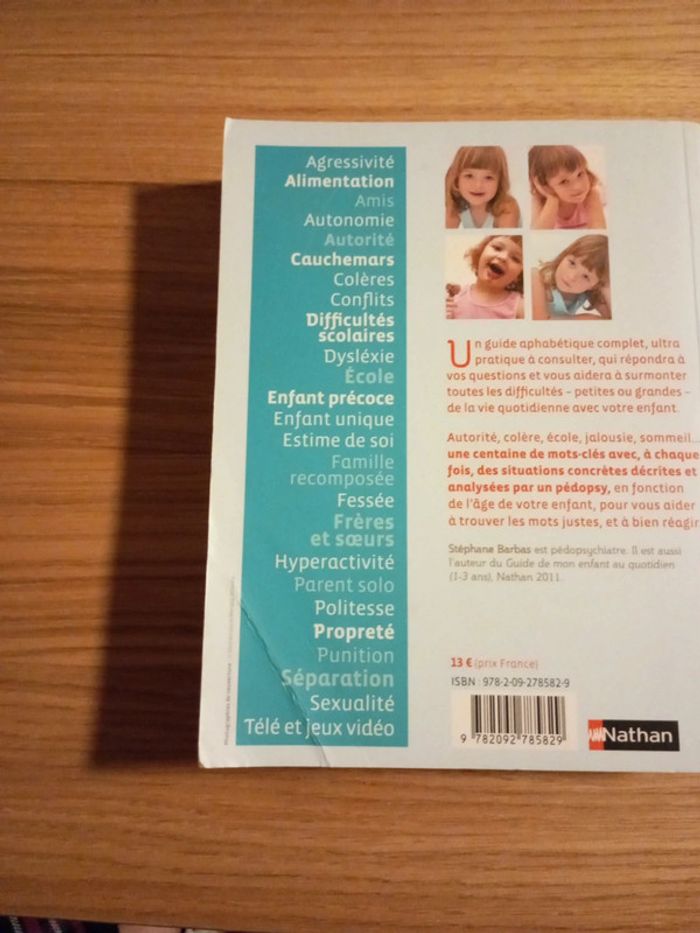 Agressivité
Alimentation
Amis
Autonomie
Autorité
Cauchemars
Colères
Conflits
Difficultés
scolaires
Dysléxie
École
Enfant précoce
Enfant unique
Estime de soi
Famille
recomposée
Fessée
Frères
et sœurs
Hyperactivité
Parent solo
Politesse
Propreté
Punition
Séparation
Sexualité
Télé et jeux vidéo
Un guide aphabétique complet, ultra
pratique à consulter, qui répondra à
vos questions et vous aidera à surmonter
toutes les difficultés – petites ou grandes –
de la vie quotidienne avec votre enfant.
Autorité, colère, école, jalousie, sommeil...
une centaine de mots-clés avec, à chaque
fois, des situations concrètes décrites et
analysées par un pédopsy, en fonction
de l'âge de votre enfant, pour vous aider
à trouver les mots justes, et à bien réagir
Stéphane Barbas est pédopsychiatre. Il est aussi
l'auteur du Guide de mon enfant au quotidien
(1-3 ans), Nathan 2011.
13 € (prix France)
ISBN : 978-2-09-278582-9
9 782092 785829
Nathan